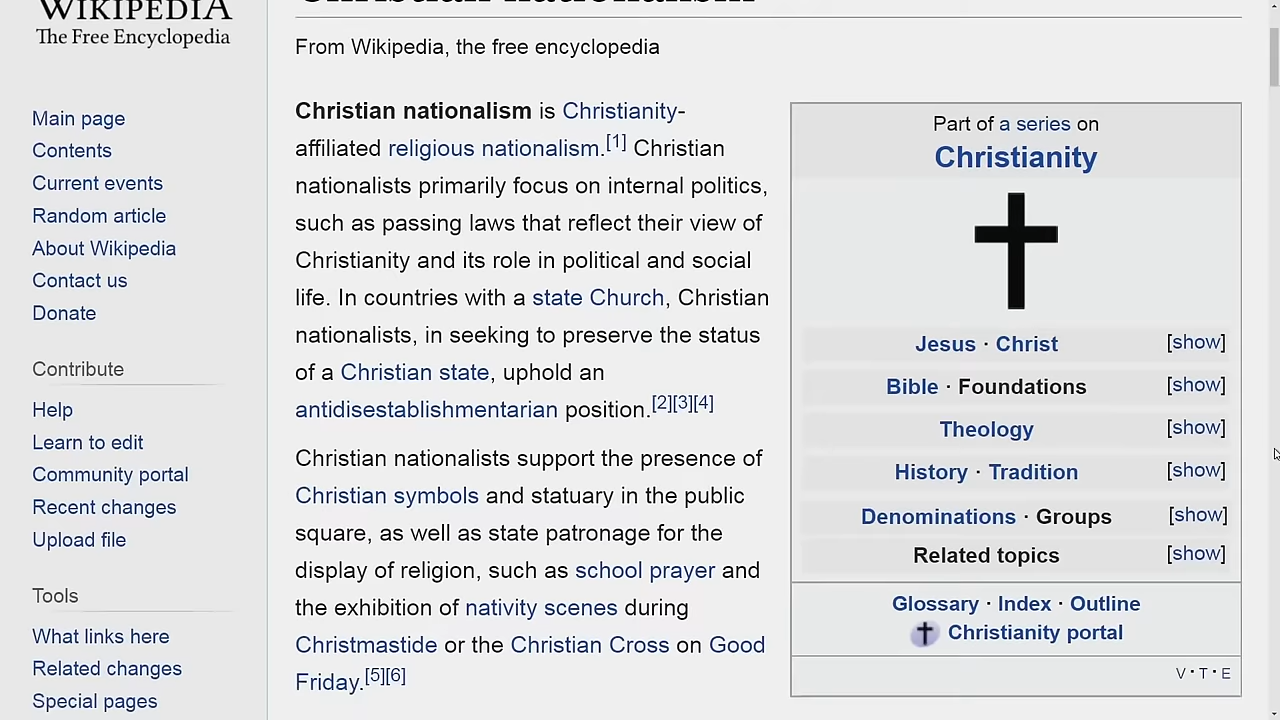 WIKIPEDIA
The Free Encyclopedia
Main page
Contents
Current events
Random article
About Wikipedia
Contact us
Donate
Contribute
Help
Learn to edit
Community portal
Recent changes
Upload file
Tools
What links here
Related changes
Special pages
Christian nationalism
From Wikipedia, the free encyclopedia
Christian nationalism is Christianity-
affiliated religious nationalism.[1] Christian
nationalists primarily focus on internal politics,
such as passing laws that reflect their view of
Christianity and its role in political and social
life. In countries with a state Church, Christian
nationalists, in seeking to preserve the status
of a Christian state, uphold an
antidisestablishmentarian position.[2][3][4]
Christian nationalists support the presence of
Christian symbols and statuary in the public
square, as well as state patronage for the
display of religion, such as school prayer and
the exhibition of nativity scenes during
Christmastide or the Christian Cross on Good
Friday.[5][6]
Part of a series on
Christianity
Jesus · Christ [show]
Bible · Foundations [show]
Theology [show]
History · Tradition [show]
Denominations · Groups [show]
Related topics [show]
Glossary · Index · Outline
Christianity portal
V · T · E